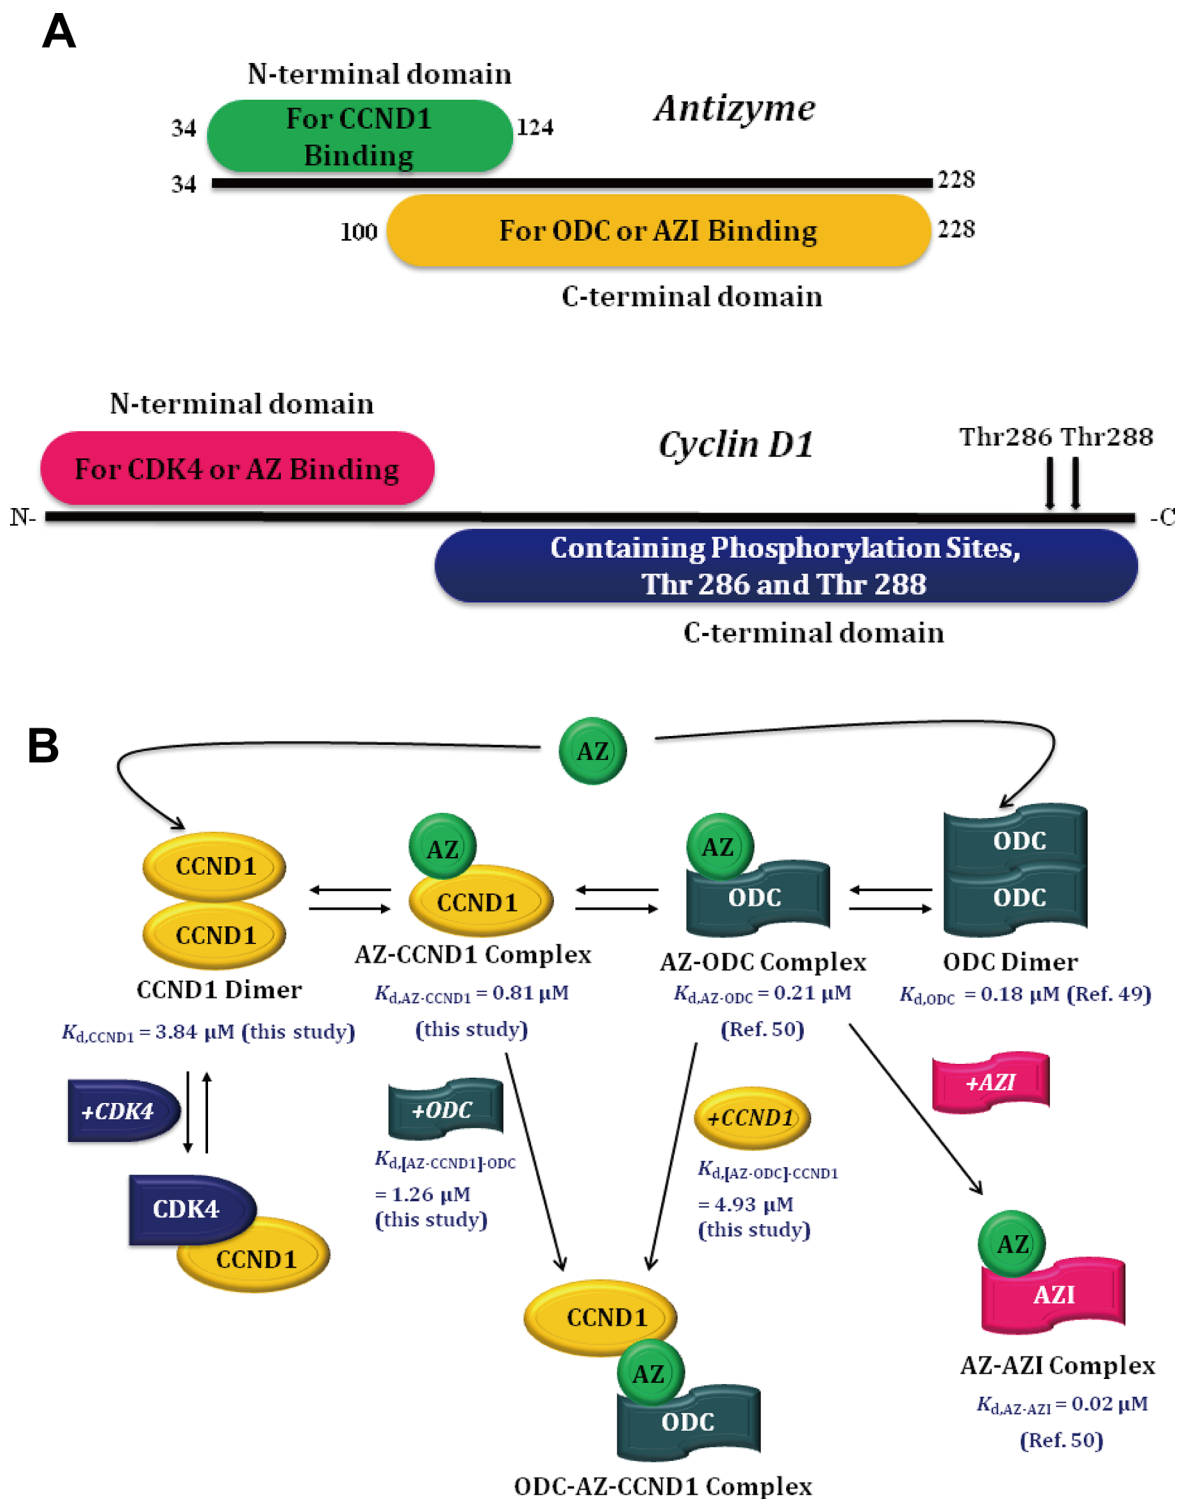 A
N-terminal domain
Antizyme
34
For CCND1
Binding
124
34
228
100
For ODC or AZI Binding
228
C-terminal domain
N-terminal domain
Cyclin D1
Thr286 Thr288
For CDK4 or AZ Binding
N-
-C
Containing Phosphorylation Sites,
Thr 286 and Thr 288
C-terminal domain
B
AZ
CCND1
CCND1
CCND1 Dimer
Kd,CCND1 = 3.84 µM (this study)
AZ
CCND1
AZ-CCND1 Complex
Kd,AZ-CCND1 = 0.81 µM
(this study)
AZ
ODC
AZ-ODC Complex
Kd,AZ-ODC = 0.21 µM
(Ref. 50)
ODC
ODC
ODC Dimer
Kd,ODC = 0.18 µM (Ref. 49)
+CDK4
CDK4
CCND1
+ODC
Kd,[AZ-CCND1]-ODC
= 1.26 µM
(this study)
+CCND1
Kd,[AZ-ODC]-CCND1
= 4.93 µM
(this study)
+AZI
CCND1
AZ
ODC
ODC-AZ-CCND1 Complex
AZ
AZI
AZ-AZI Complex
Kd,AZ-AZI = 0.02 µM
(Ref. 50)